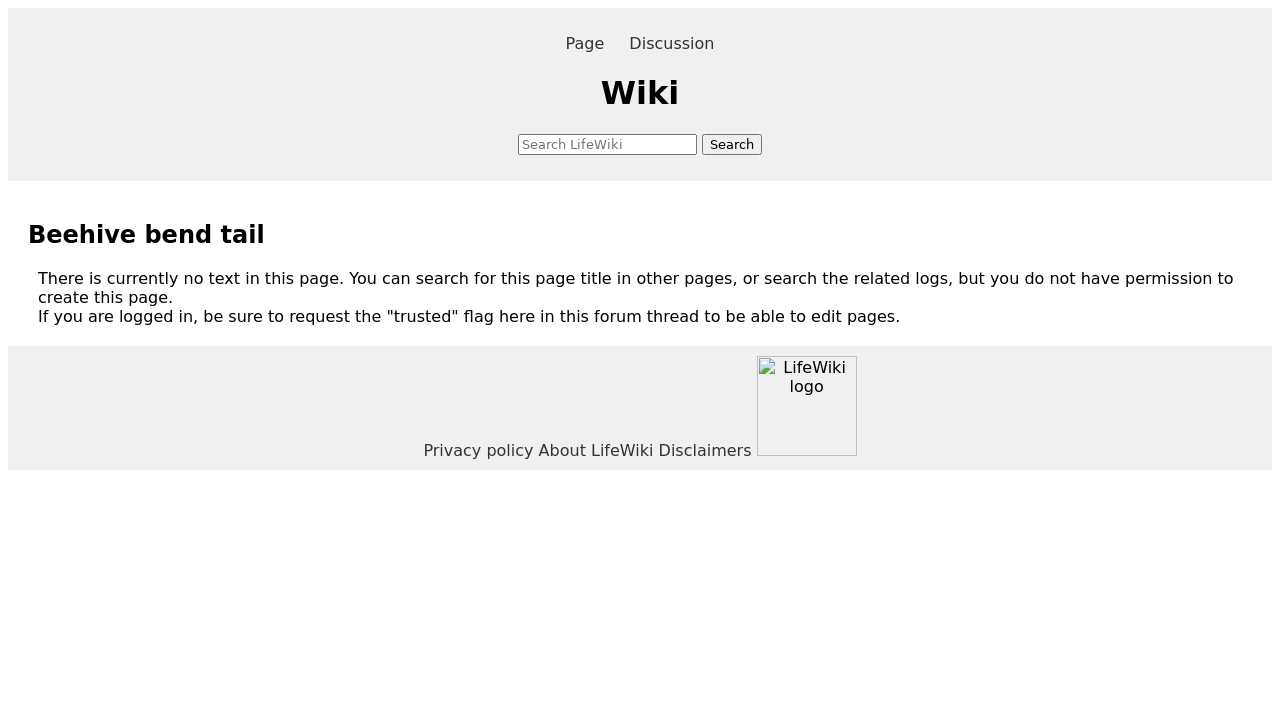 Page Discussion
Wiki
Search LifeWiki Search
Beehive bend tail
There is currently no text in this page. You can search for this page title in other pages, or search the related logs, but you do not have permission to
create this page.
If you are logged in, be sure to request the "trusted" flag here in this forum thread to be able to edit pages.
LifeWiki
logo
Privacy policy About LifeWiki Disclaimers